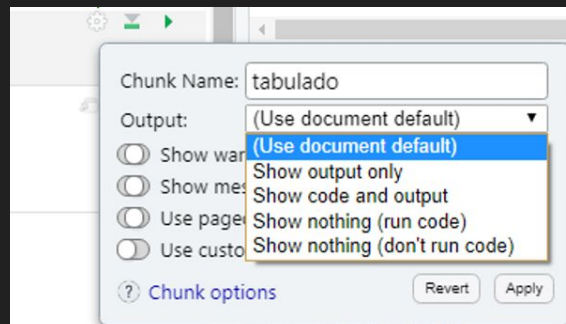 Chunk Name: tabulado
Output: (Use document default)
(Use document default)
Show war
Show output only
Show mes
Show code and output
Use page
Show nothing (run code)
Use custo
Show nothing (don't run code)
Chunk options
Revert
Apply